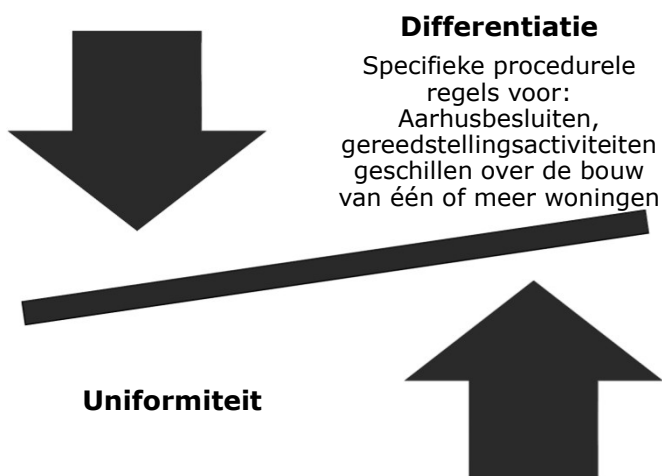 Differentiatie
Specifieke procedurele
regels voor:
Aarhusbesluiten,
gereedstellingsactiviteiten
geschillen over de bouw
van één of meer woningen
Uniformiteit